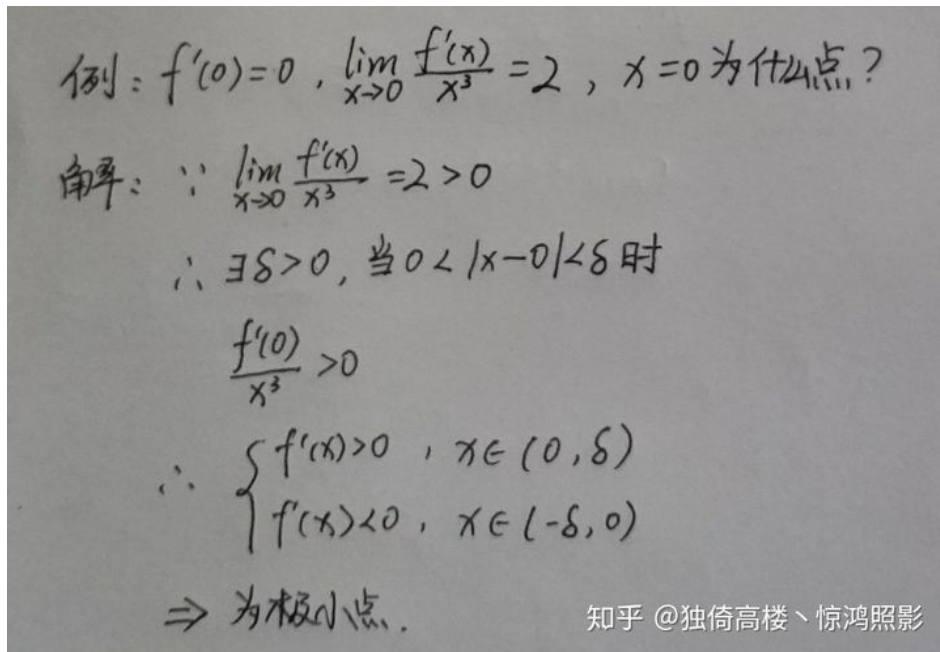 例：f'(0)=0，lim_{x→0} f'(x)/x³ =2，x=0为什么点？
解：∵ lim_{x→0} f'(x)/x³ =2>0
∴ ∃δ>0，当0<|x-0|<δ时
f'(0)/x³ >0
∴ { f'(x)>0，x∈(0,δ)
f'(x)<0，x∈(-δ,0)
⇒ 为极小点.
知乎 @独倚高楼丶惊鸿照影